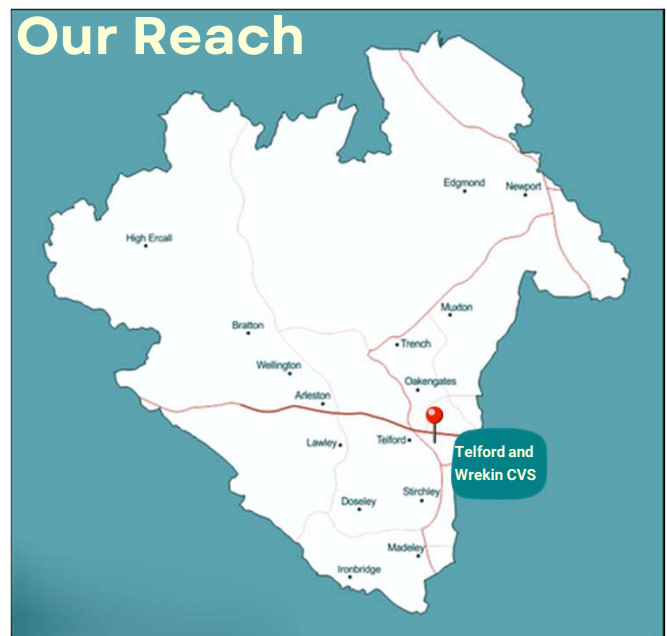 Our Reach
Edgmond
Newport
High Ercall
Muxton
Bratton
Trench
Wellington
Oakengates
Arleston
Telford and
Wrekin CVS
Lawley
Telford
Stirchley
Doseley
Madeley
Ironbridge